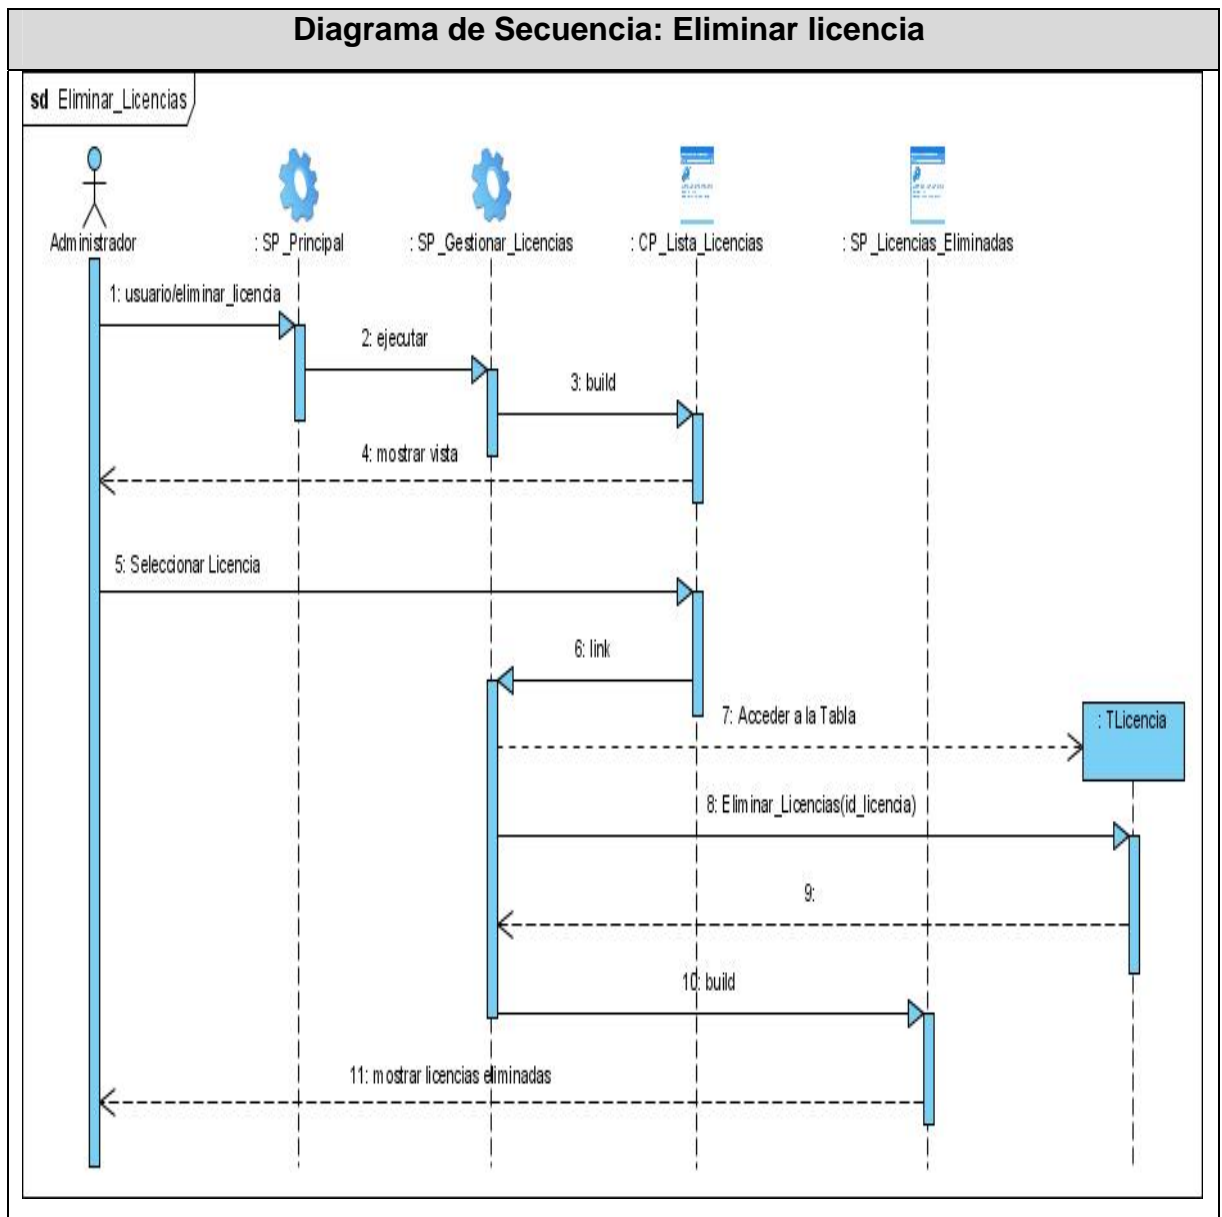 Diagrama de Secuencia: Eliminar licencia
sd Eliminar_Licencias
Administrador
: SP_Principal
: SP_Gestionar_Licencias
: CP_Lista_Licencias
: SP_Licencias_Eliminadas
1: usuario/eliminar_licencia
2: ejecutar
3: build
4: mostrar vista
5: Seleccionar Licencia
6: link
7: Acceder a la Tabla
: TLicencia
8: Eliminar_Licencias(id_licencia)
9:
10: build
11: mostrar licencias eliminadas